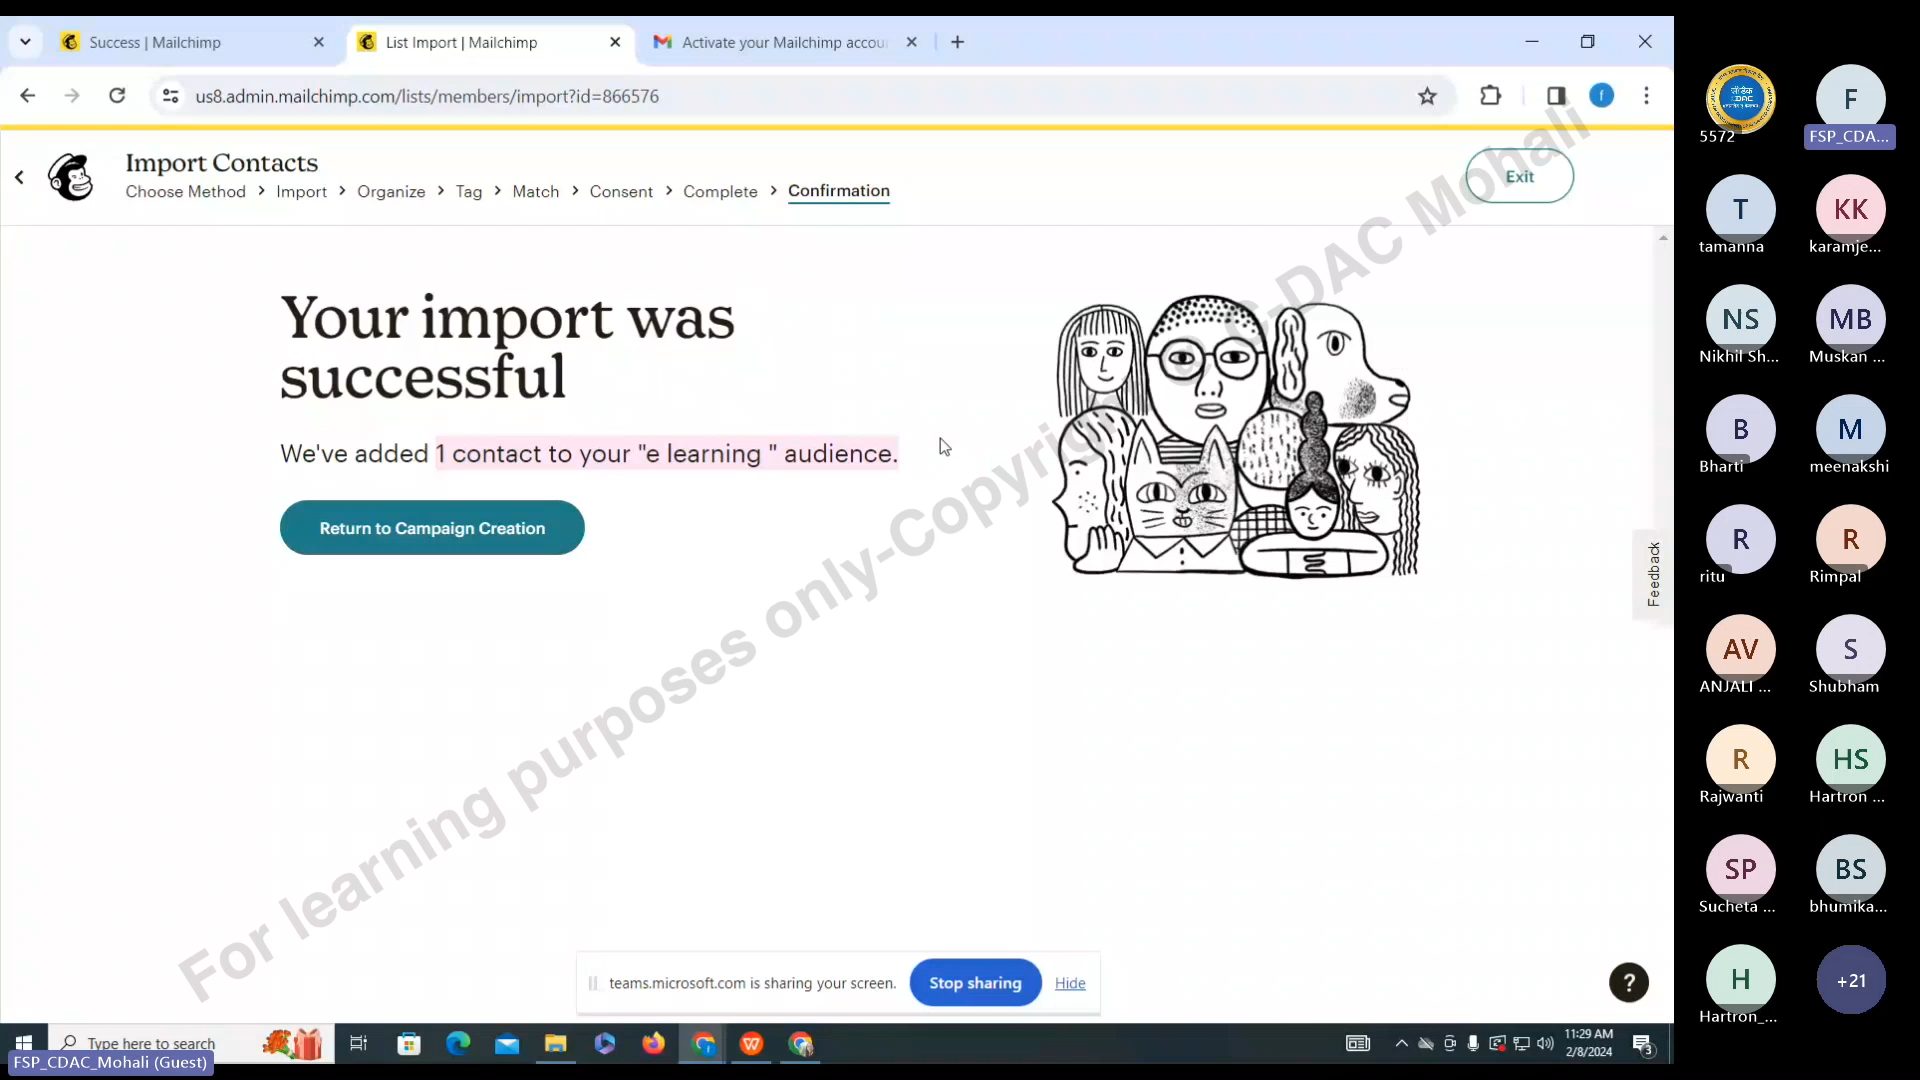 Success | Mailchimp
List Import | Mailchimp
Activate your Mailchimp accou
us8.admin.mailchimp.com/lists/members/import?id=866576
Import Contacts
Choose Method > Import > Organize > Tag > Match > Consent > Complete > Confirmation
Exit
Your import was
successful
We've added 1 contact to your "e learning " audience.
Return to Campaign Creation
Feedback
For learning purposes only-Copyright © C-DAC Mohali
teams.microsoft.com is sharing your screen.
Stop sharing
Hide
?
Type here to search
11:29 AM
2/8/2024
3
FSP_CDAC_Mohali (Guest)
5572
F
FSP_CDA...
T
tamanna
KK
karamje...
NS
Nikhil Sh...
MB
Muskan ...
B
Bharti
M
meenakshi
R
ritu
R
Rimpal
AV
ANJALI ...
S
Shubham
R
Rajwanti
HS
Hartron ...
SP
Sucheta ...
BS
bhumika...
H
Hartron_...
+21